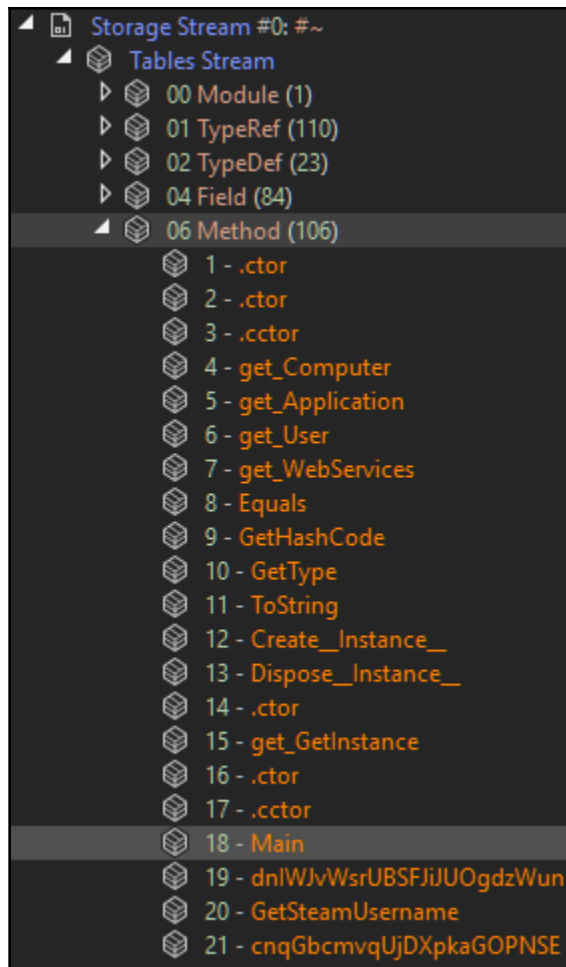 Storage Stream #0: #~
Tables Stream
00 Module (1)
01 TypeRef (110)
02 TypeDef (23)
04 Field (84)
06 Method (106)
1 - .ctor
2 - .ctor
3 - .cctor
4 - get_Computer
5 - get_Application
6 - get_User
7 - get_WebServices
8 - Equals
9 - GetHashCode
10 - GetType
11 - ToString
12 - Create__Instance__
13 - Dispose__Instance__
14 - .ctor
15 - get_GetInstance
16 - .ctor
17 - .cctor
18 - Main
19 - dnIWJvWsrUBSFJiJUOgdzWun
20 - GetSteamUsername
21 - cnqGbcmvqUjDXpkaGOPNSE